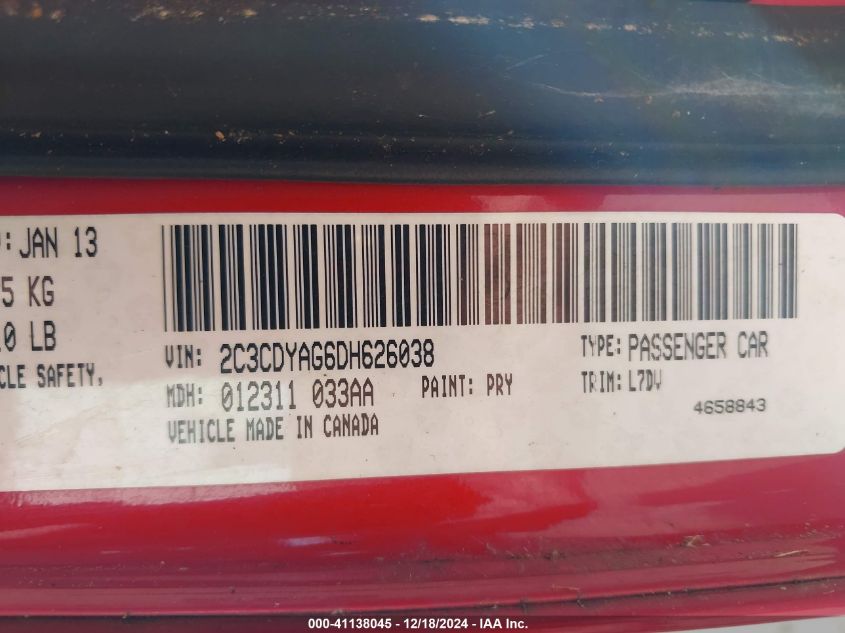 : JAN 13
5 KG
0 LB
CLE SAFETY,
VIN: 2C3CDYAG6DH626038
TYPE: PASSENGER CAR
MDH: 012311 033AA
PAINT: PRY
TRIM: L7DV
VEHICLE MADE IN CANADA
4658843
000-41138045 - 12/18/2024 - IAA Inc.